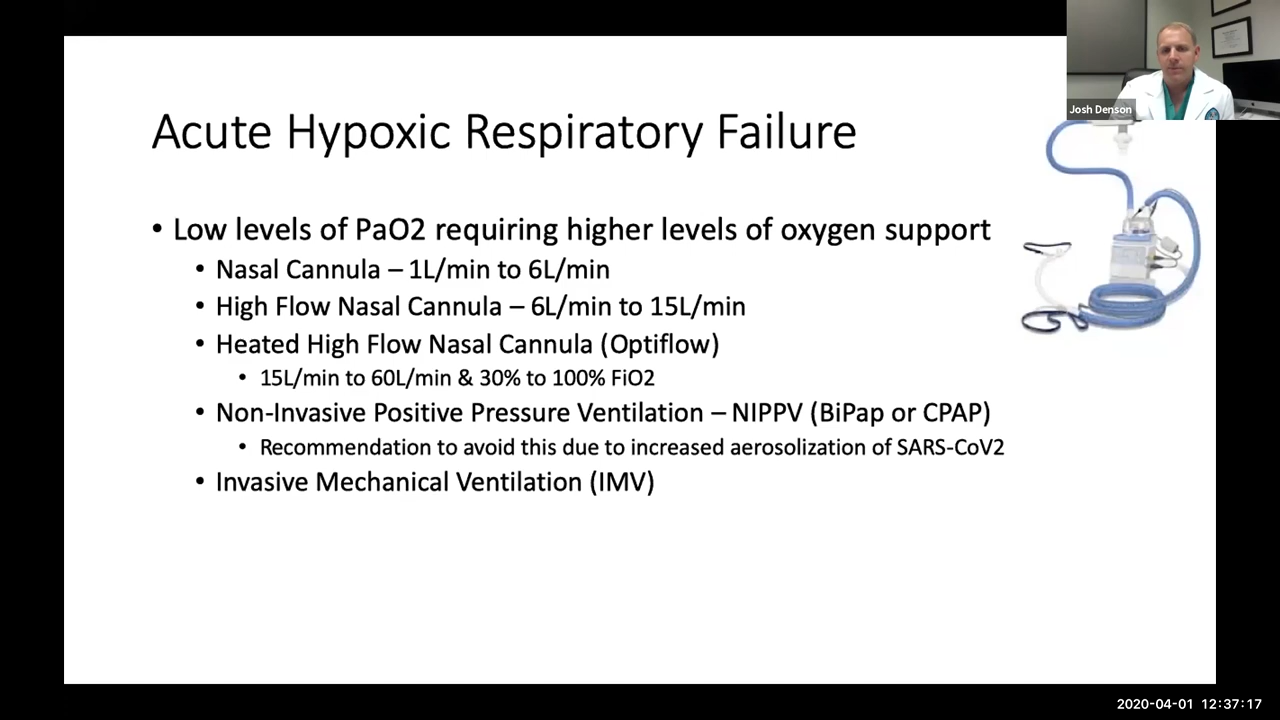 Josh Denson
Acute Hypoxic Respiratory Failure
• Low levels of PaO2 requiring higher levels of oxygen support
• Nasal Cannula – 1L/min to 6L/min
• High Flow Nasal Cannula – 6L/min to 15L/min
• Heated High Flow Nasal Cannula (Optiflow)
• 15L/min to 60L/min & 30% to 100% FiO2
• Non-Invasive Positive Pressure Ventilation – NIPPV (BiPap or CPAP)
• Recommendation to avoid this due to increased aerosolization of SARS-CoV2
• Invasive Mechanical Ventilation (IMV)
2020-04-01 12:37:17